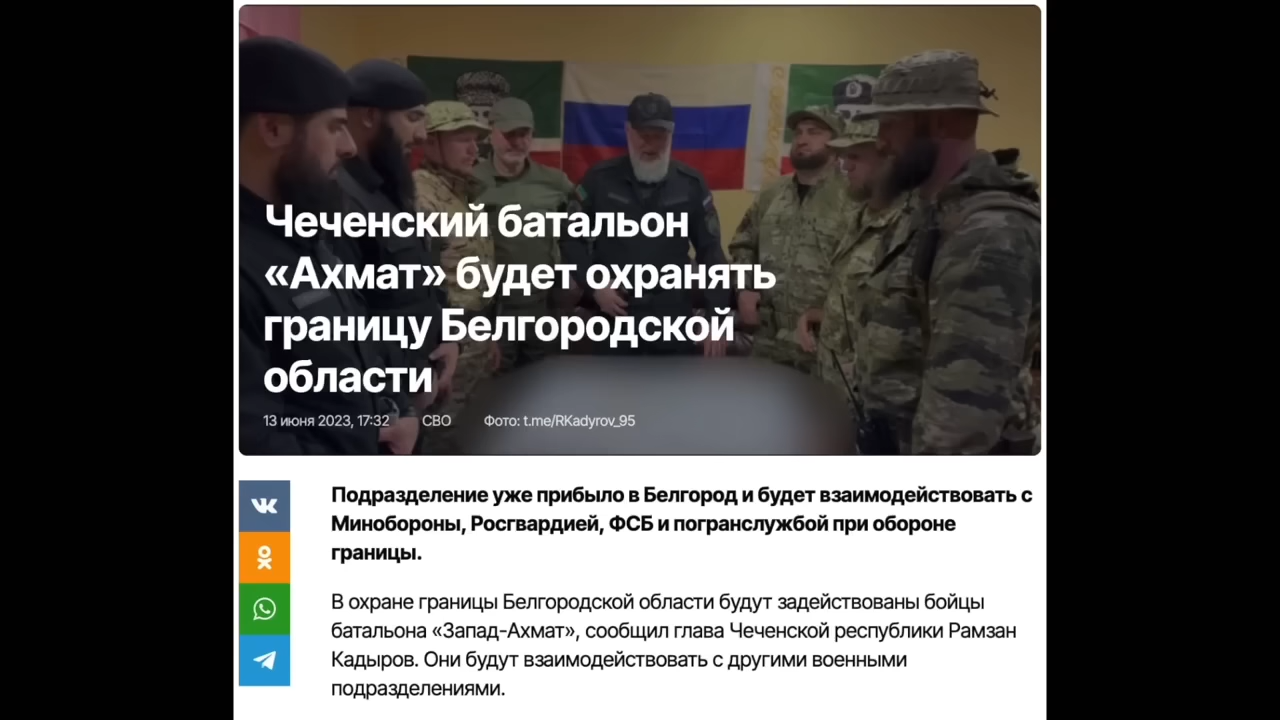 Чеченский батальон
«Ахмат» будет охранять
границу Белгородской
области
13 июня 2023, 17:32 СВО Фото: t.me/RKadyrov_95
Подразделение уже прибыло в Белгород и будет взаимодействовать с
Минобороны, Росгвардией, ФСБ и погранслужбой при обороне
границы.
В охране границы Белгородской области будут задействованы бойцы
батальона «Запад-Ахмат», сообщил глава Чеченской республики Рамзан
Кадыров. Они будут взаимодействовать с другими военными
подразделениями.